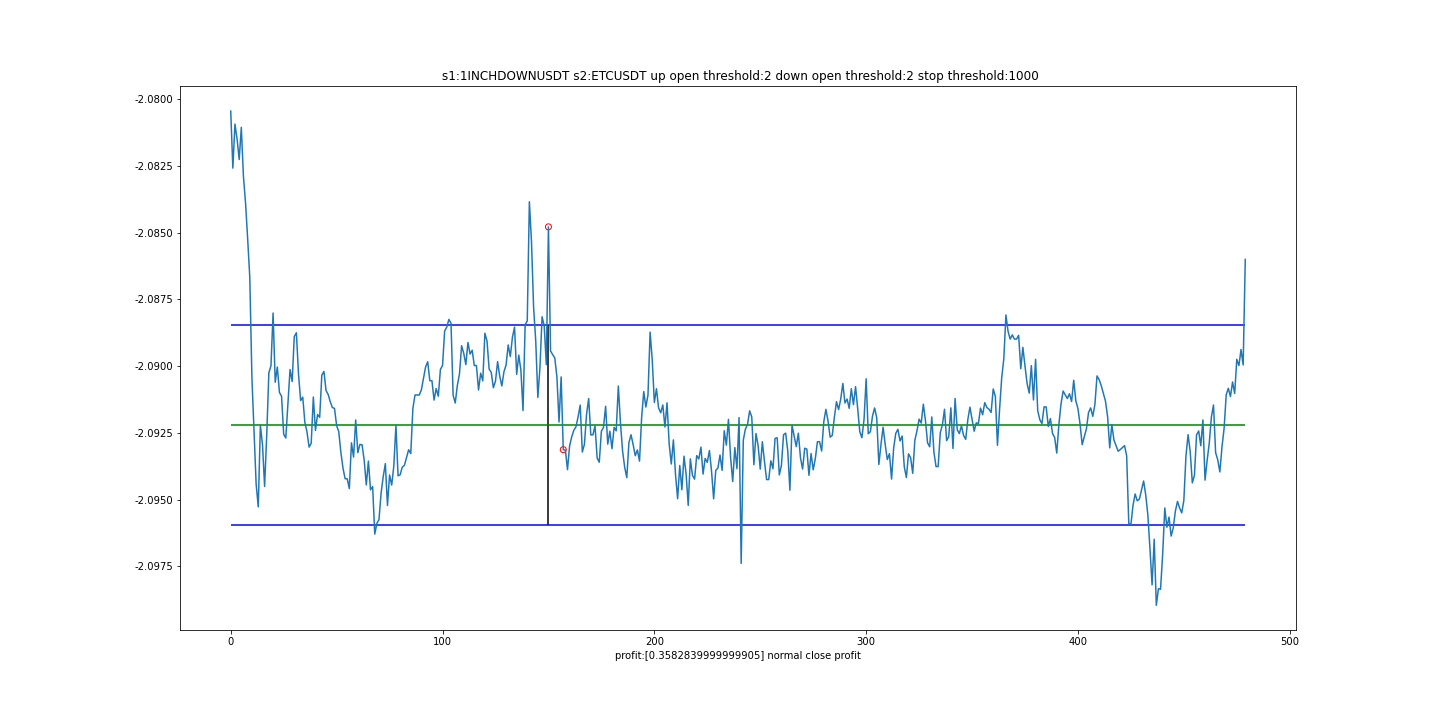 s1:1INCHDOWNUSDT s2:ETCUSDT up open threshold:2 down open threshold:2 stop threshold:1000
-2.0800
-2.0825
-2.0850
-2.0875
-2.0900
-2.0925
-2.0950
-2.0975
0 100 200 300 400 500
profit:[0.3582839999999905] normal close profit